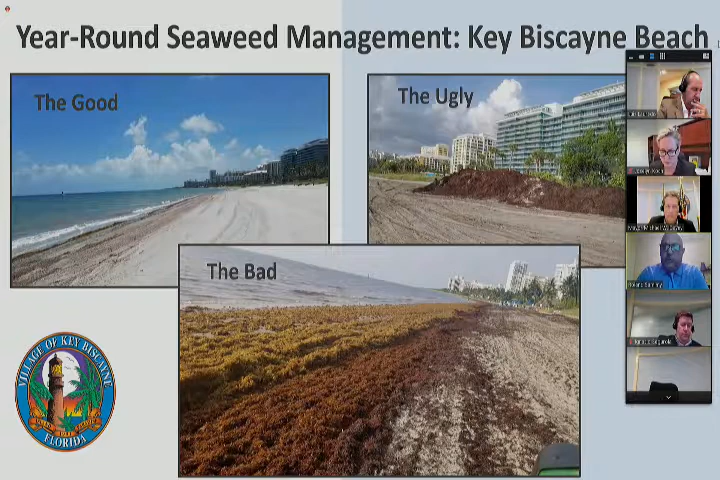 Year-Round Seaweed Management: Key Biscayne Beach
The Good
The Ugly
The Bad
VILLAGE OF KEY BISCAYNE
FLORIDA